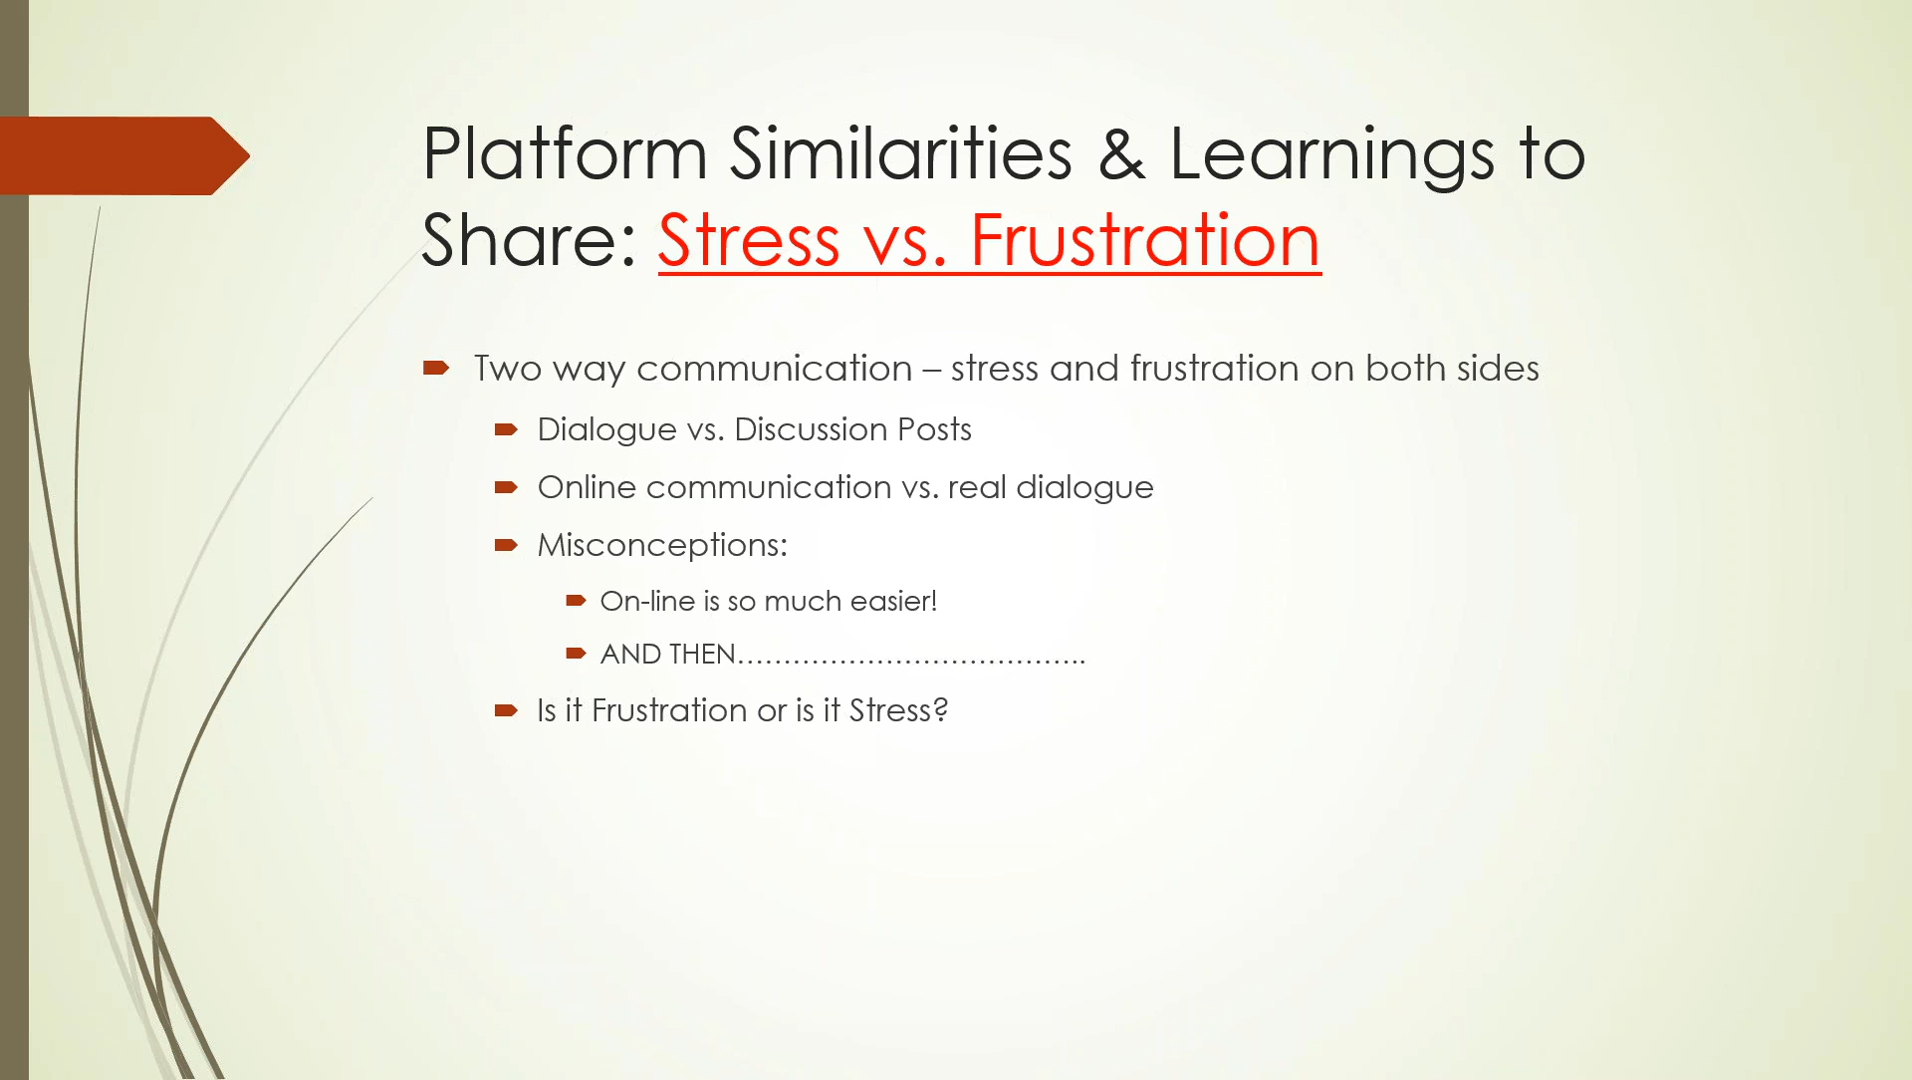 Platform Similarities & Learnings to
Share: Stress vs. Frustration
Two way communication – stress and frustration on both sides
Dialogue vs. Discussion Posts
Online communication vs. real dialogue
Misconceptions:
On-line is so much easier!
AND THEN…………………………………..
Is it Frustration or is it Stress?